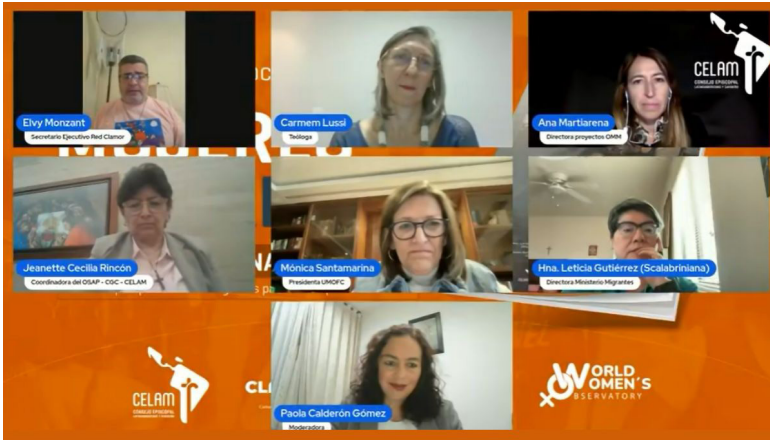 Elvy Monzant
Secretario Ejecutivo Red Clamor
Carmem Lussi
Teóloga
CELAM
CONSEJO EPISCOPAL
LATINOAMERICANO Y CARIBEÑO
Ana Martiarena
Directora proyectos OMM
Jeanette Cecilia Rincón
Coordinadora del OSAP - CGC - CELAM
Mónica Santamarina
Presidenta UMOFC
Hna. Leticia Gutiérrez (Scalabriniana)
Directora Ministerio Migrantes
CELAM
CONSEJO EPISCOPAL
LATINOAMERICANO Y CARIBEÑO
Paola Calderón Gómez
Moderadora
WORLD
WOMEN´S
OBSERVATORY